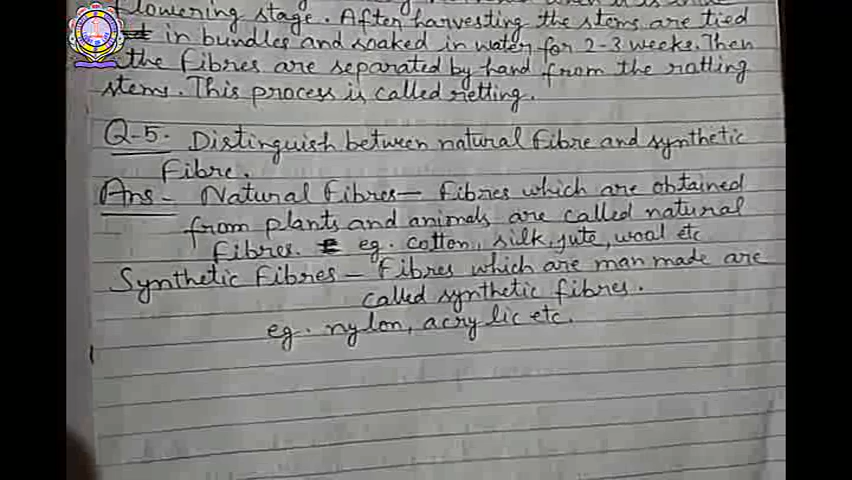 flowering stage. After harvesting the stems are tied
in bundles and soaked in water for 2-3 weeks. Then
the fibres are separated by hand from the rotting
stems. This process is called retting.
Q-5. Distinguish between natural fibre and synthetic
Fibre.
Ans - Natural fibres - fibres which are obtained
from plants and animals are called natural
fibres. eg. cotton, silk, jute, wool etc
Synthetic fibres - fibres which are man made are
called synthetic fibres.
eg. nylon, acrylic etc.